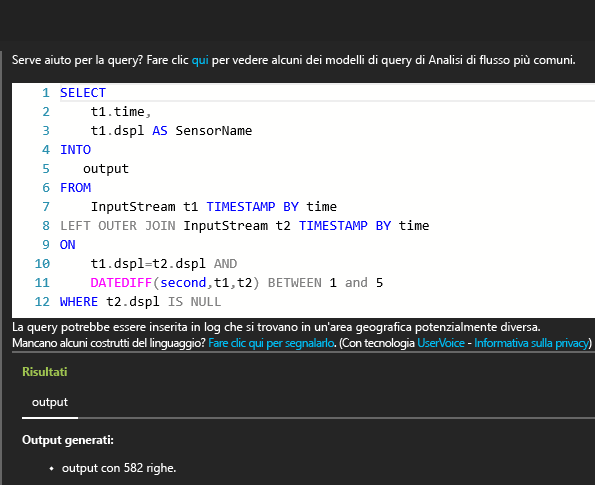 Serve aiuto per la query? Fare clic qui per vedere alcuni dei modelli di query di Analisi di flusso più comuni.
1 SELECT
2 t1.time,
3 t1.dspl AS SensorName
4 INTO
5 output
6 FROM
7 InputStream t1 TIMESTAMP BY time
8 LEFT OUTER JOIN InputStream t2 TIMESTAMP BY time
9 ON
10 t1.dspl=t2.dspl AND
11 DATEDIFF(second,t1,t2) BETWEEN 1 and 5
12 WHERE t2.dspl IS NULL
La query potrebbe essere inserita in log che si trovano in un'area geografica potenzialmente diversa.
Mancano alcuni costrutti del linguaggio? Fare clic qui per segnalarlo. (Con tecnologia UserVoice - Informativa sulla privacy)
Risultati
output
Output generati:
• output con 582 righe.